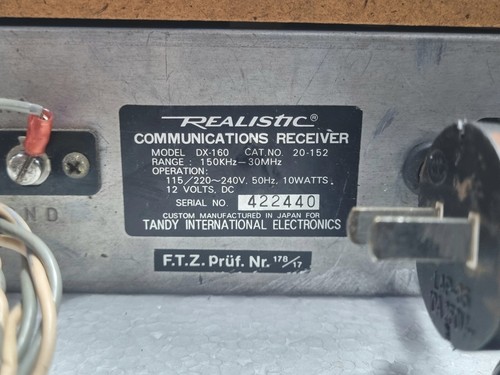 REALISTIC®
COMMUNICATIONS RECEIVER
MODEL DX-160 CAT.NO. 20-152
RANGE : 150KHz–30MHz
OPERATION:
115/220~240V, 50Hz, 10WATTS
12 VOLTS, DC
SERIAL NO. 422440
CUSTOM MANUFACTURED IN JAPAN FOR
TANDY INTERNATIONAL ELECTRONICS
F.T.Z. Prüf. Nr. 178/17
ND